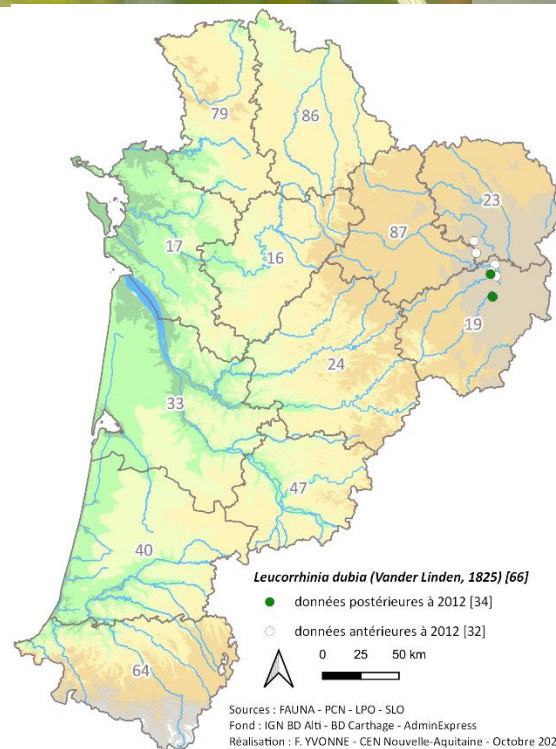 79
86
23
87
17
16
19
24
33
47
40
64
Leucorrhinia dubia (Vander Linden, 1825) [66]
données postérieures à 2012 [34]
données antérieures à 2012 [32]
0 25 50 km
Sources : FAUNA - PCN - LPO - SLO
Fond : IGN BD Alti - BD Carthage - AdminExpress
Réalisation : F. YVONNE - CEN Nouvelle-Aquitaine - Octobre 202